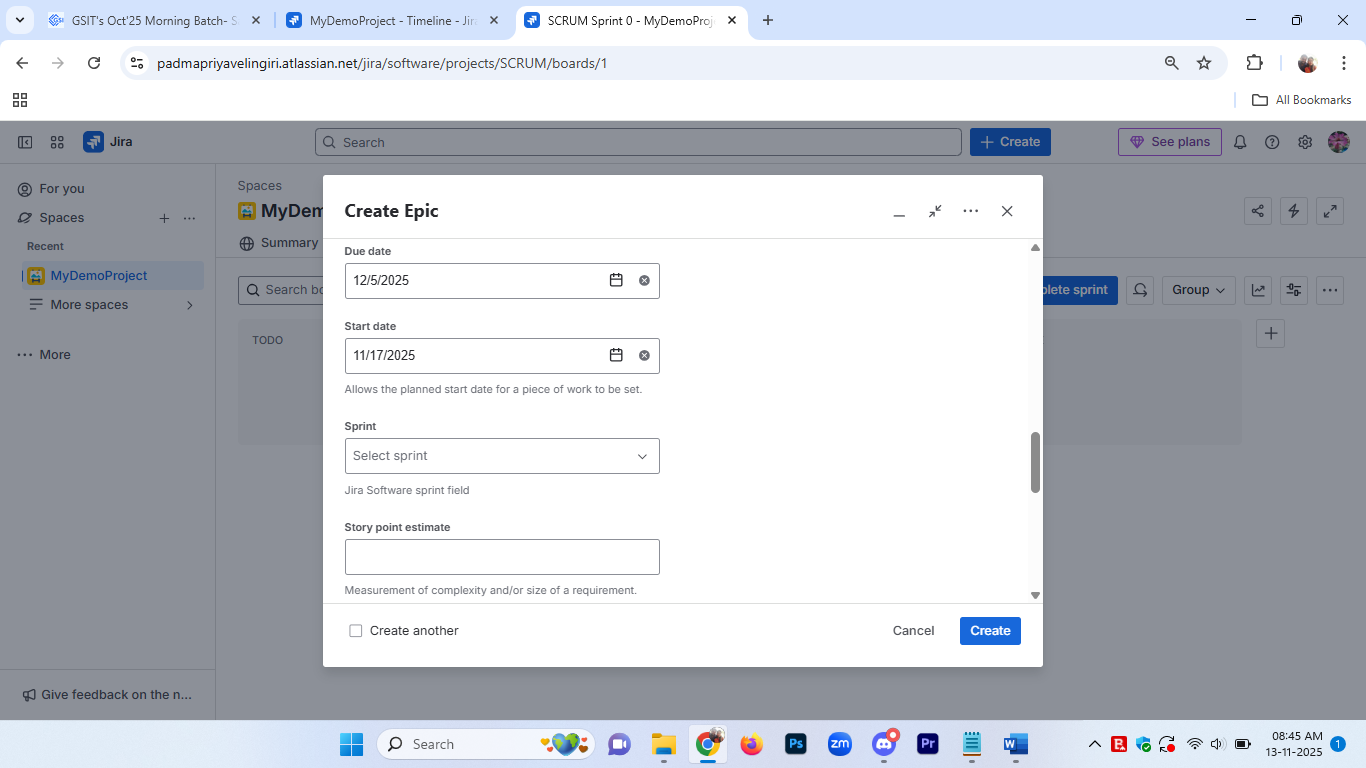 GSIT's Oct'25 Morning Batch- S
MyDemoProject - Timeline - Jir
SCRUM Sprint 0 - MyDemoProj
padmapriyavelingiri.atlassian.net/jira/software/projects/SCRUM/boards/1
All Bookmarks
Jira
Search
Create
See plans
For you
Spaces
Recent
MyDemoProject
More spaces
More
Give feedback on the n...
Spaces
MyDem
Summary
Search bo
plete sprint
Group
TODO
Create Epic
Due date
12/5/2025
Start date
11/17/2025
Allows the planned start date for a piece of work to be set.
Sprint
Select sprint
Jira Software sprint field
Story point estimate
Measurement of complexity and/or size of a requirement.
Create another
Cancel
Create
Search
Ps
zm
Pr
W
08:45 AM
13-11-2025
1